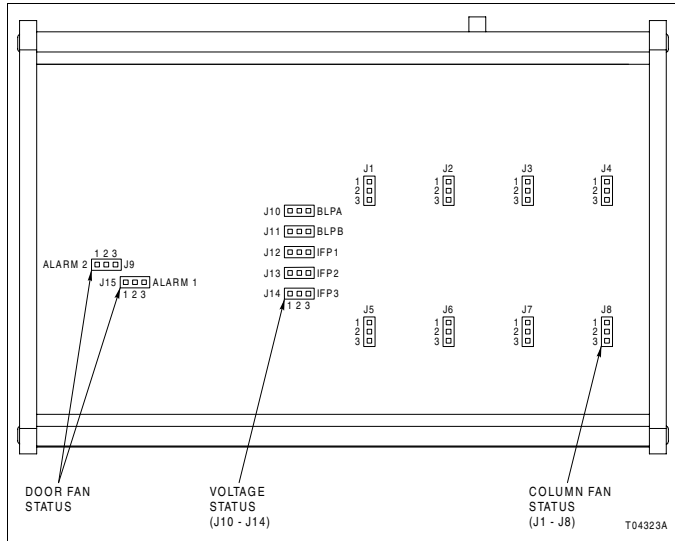 J1 J2 J3 J4
1 1 1 1
2 2 2 2
3 3 3 3
J10 BLPA
J11 BLPB
J12 IFP1
J13 IFP2
J14 IFP3
1 2 3
1 2 3
ALARM 2 J9
J15 ALARM 1
1 2 3
J5 J6 J7 J8
1 1 1 1
2 2 2 2
3 3 3 3
DOOR FAN
STATUS
VOLTAGE
STATUS
(J10 - J14)
COLUMN FAN
STATUS
(J1 - J8)
T04323A